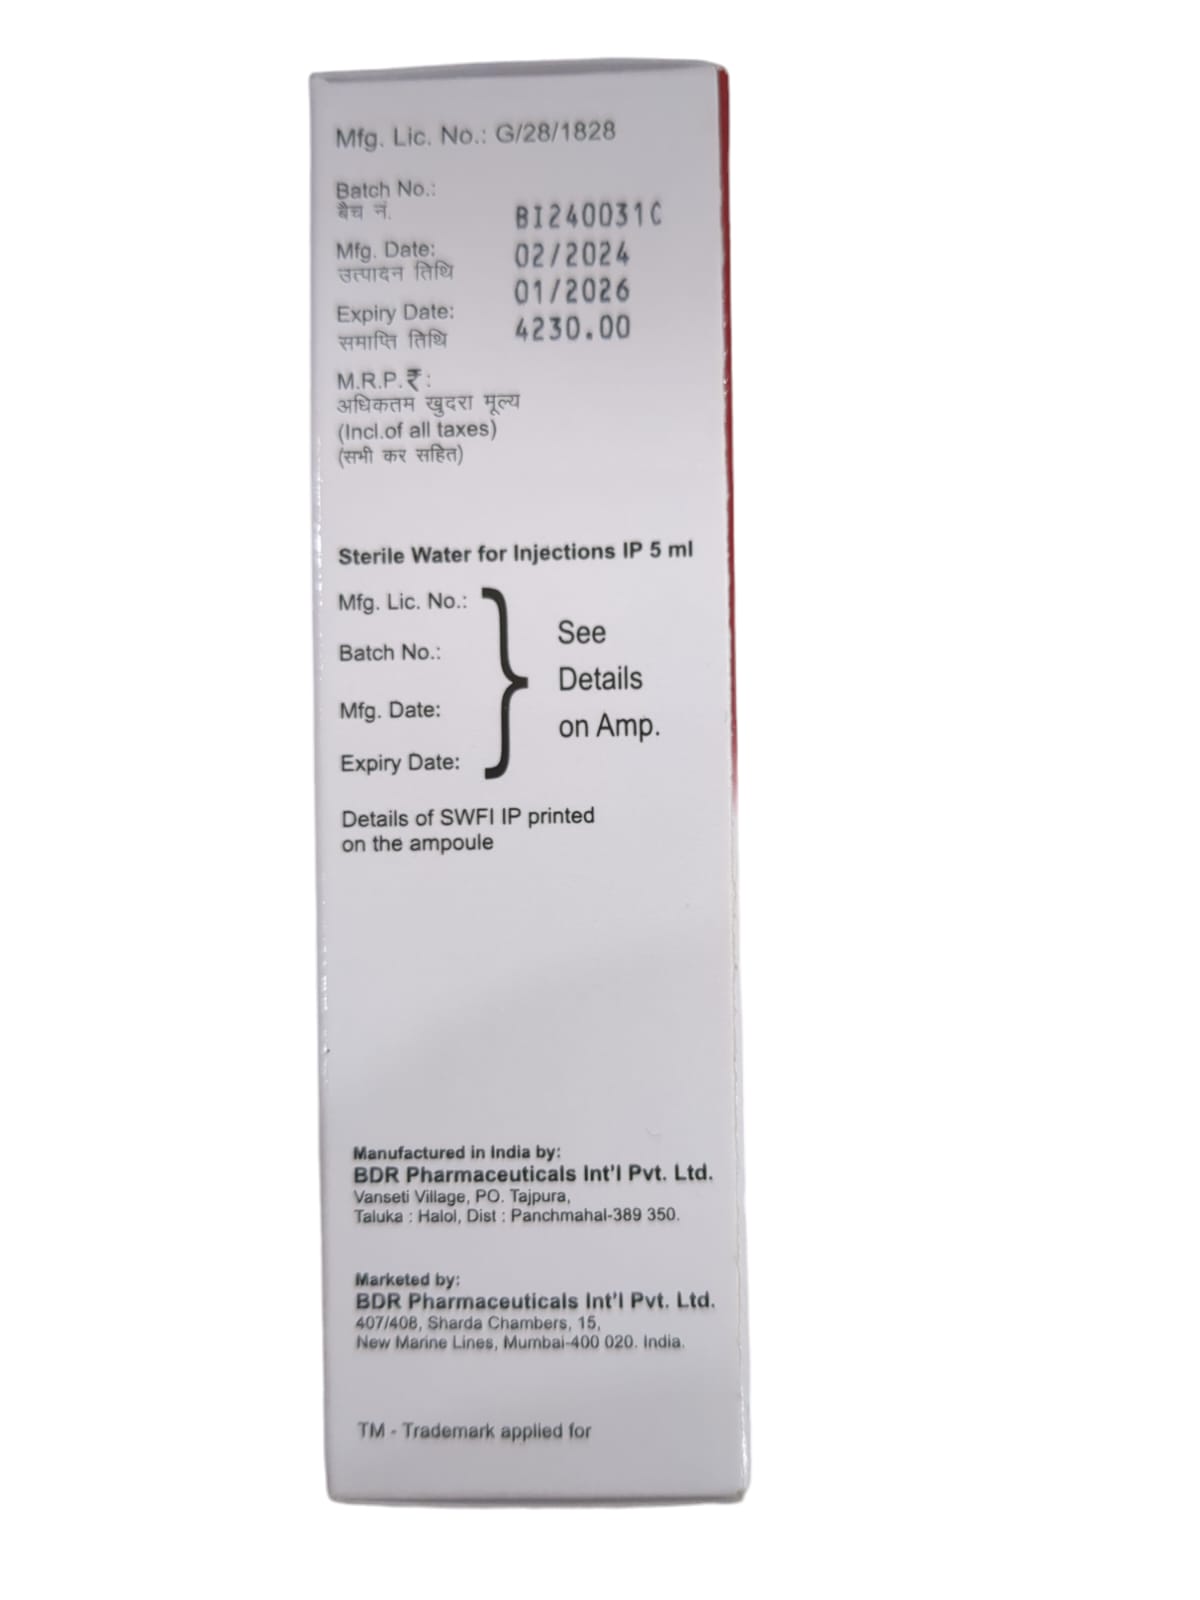 Mfg. Lic. No.: G/28/1828
Batch No.:
बैच नं.
BI240031C
Mfg. Date:
02/2024
उत्पादन तिथि
01/2026
Expiry Date:
4230.00
समाप्ति तिथि
M.R.P.₹:
अधिकतम खुदरा मूल्य
(Incl.of all taxes)
(सभी कर सहित)
Sterile Water for Injections IP 5 ml
Mfg. Lic. No.:
Batch No.:
Mfg. Date:
Expiry Date:
See
Details
on Amp.
Details of SWFI IP printed
on the ampoule
Manufactured in India by:
BDR Pharmaceuticals Int'l Pvt. Ltd.
Vanseti Village, PO. Tajpura,
Taluka : Halol, Dist : Panchmahal-389 350.
Marketed by:
BDR Pharmaceuticals Int'l Pvt. Ltd.
407/408, Sharda Chambers, 15,
New Marine Lines, Mumbai-400 020. India.
TM - Trademark applied for